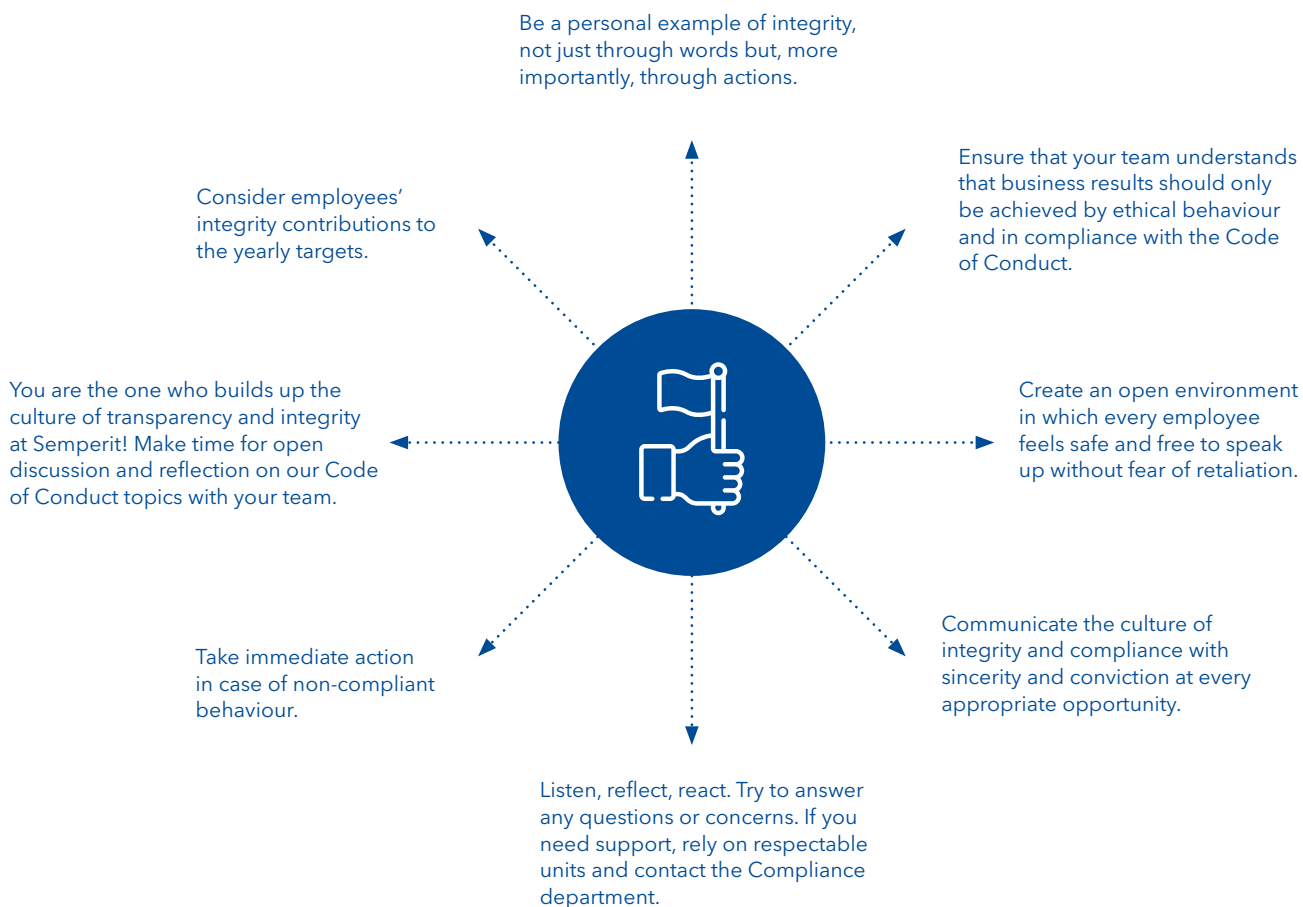 Be a personal example of integrity,
not just through words but, more
importantly, through actions.
Ensure that your team understands
that business results should only
be achieved by ethical behaviour
and in compliance with the Code
of Conduct.
Create an open environment
in which every employee
feels safe and free to speak
up without fear of retaliation.
Communicate the culture of
integrity and compliance with
sincerity and conviction at every
appropriate opportunity.
Listen, reflect, react. Try to answer
any questions or concerns. If you
need support, rely on respectable
units and contact the Compliance
department.
Take immediate action
in case of non-compliant
behaviour.
You are the one who builds up the
culture of transparency and integrity
at Semperit! Make time for open
discussion and reflection on our Code
of Conduct topics with your team.
Consider employees’
integrity contributions to
the yearly targets.